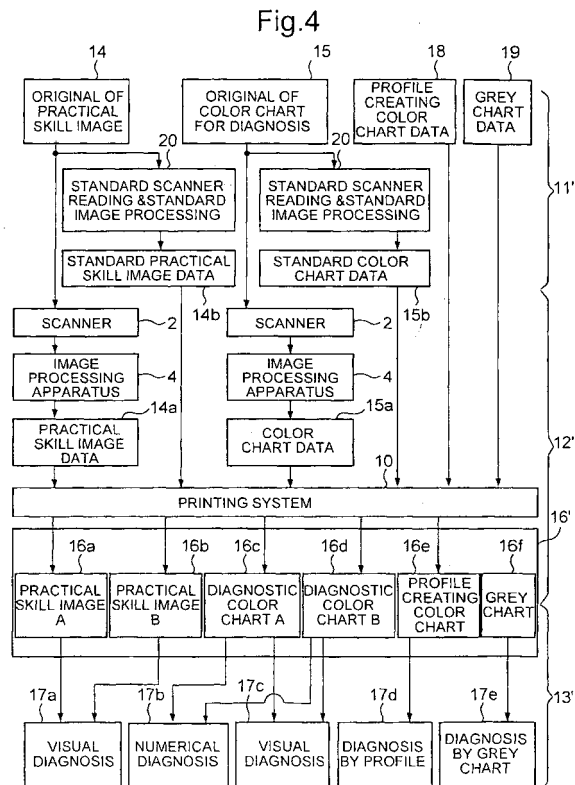 Fig.4
14
15
18
19
ORIGINAL OF
PRACTICAL
SKILL IMAGE
ORIGINAL OF
COLOR CHART
FOR DIAGNOSIS
PROFILE
CREATING
COLOR
CHART DATA
GREY
CHART
DATA
20
20
STANDARD SCANNER
READING &STANDARD
IMAGE PROCESSING
STANDARD SCANNER
READING &STANDARD
IMAGE PROCESSING
11'
STANDARD PRACTICAL
SKILL IMAGE DATA
STANDARD COLOR
CHART DATA
14b
15b
SCANNER
2
SCANNER
2
IMAGE
PROCESSING
APPARATUS
4
IMAGE
PROCESSING
APPARATUS
4
14a
15a
PRACTICAL
SKILL IMAGE
DATA
COLOR
CHART DATA
12'
10
PRINTING SYSTEM
16'
16a
16b
16c
16d
16e
16f
PRACTICAL
SKILL IMAGE
A
PRACTICAL
SKILL IMAGE
B
DIAGNOSTIC
COLOR
CHART A
DIAGNOSTIC
COLOR
CHART B
PROFILE
CREATING
COLOR
CHART
GREY
CHART
13'
17a
17b
17c
17d
17e
VISUAL
DIAGNOSIS
NUMERICAL
DIAGNOSIS
VISUAL
DIAGNOSIS
DIAGNOSIS
BY PROFILE
DIAGNOSIS
BY GREY
CHART